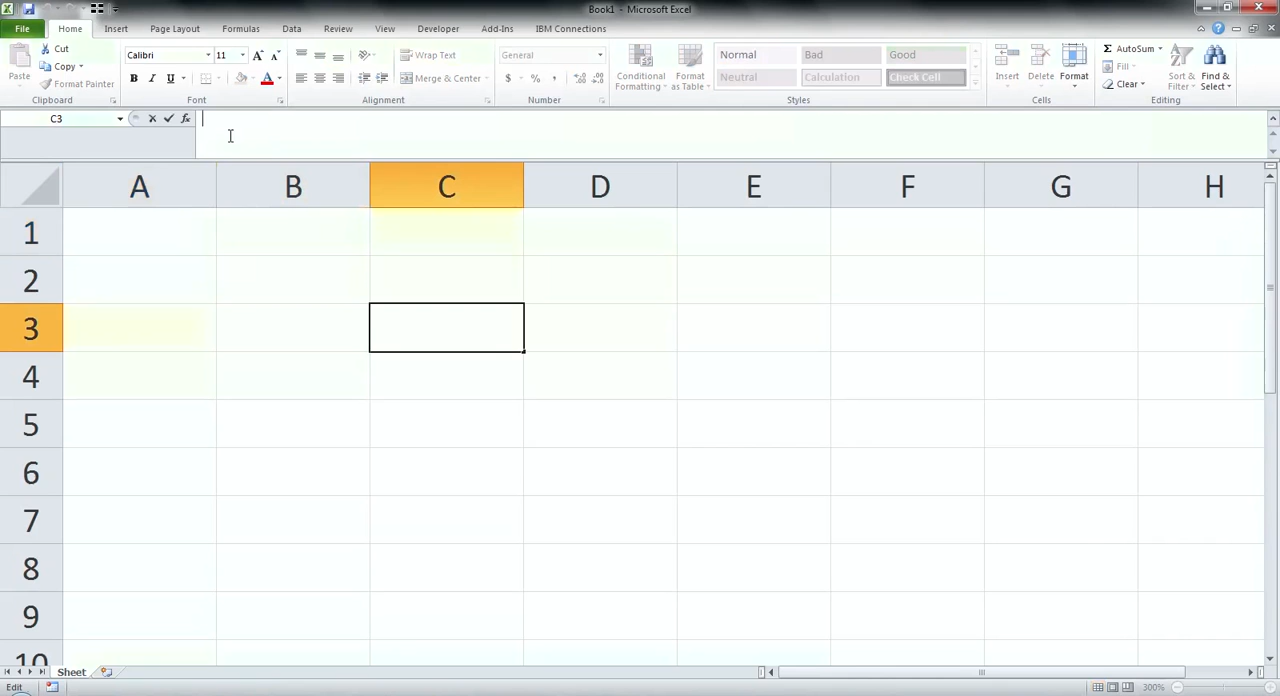 Book1 - Microsoft Excel
File Home Insert Page Layout Formulas Data Review View Developer Add-Ins IBM Connections
Paste
Cut
Copy
Format Painter
Clipboard
Calibri 11
B I U
Font
Wrap Text
Merge & Center
Alignment
General
$ % ,
Number
Conditional Formatting
Format as Table
Normal Bad Good
Neutral Calculation Check Cell
Styles
Insert Delete Format
Cells
Σ AutoSum
Fill
Clear
Sort & Filter
Find & Select
Editing
C3 fx
A B C D E F G H
1
2
3
4
5
6
7
8
9
10
Sheet
Edit 300%